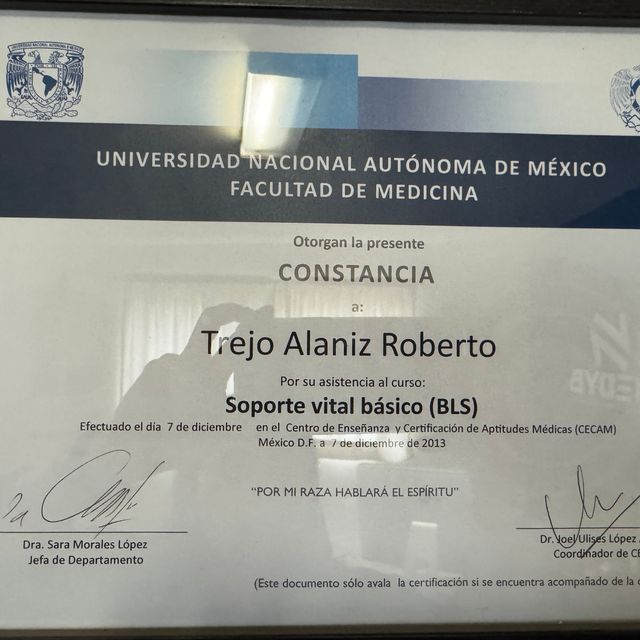 UNIVERSIDAD NACIONAL AUTÓNOMA DE MÉXICO
FACULTAD DE MEDICINA
Otorgan la presente
CONSTANCIA
a:
Trejo Alaniz Roberto
Por su asistencia al curso:
Soporte vital básico (BLS)
Efectuado el día 7 de diciembre en el Centro de Enseñanza y Certificación de Aptitudes Médicas (CECAM)
México D.F. a 7 de diciembre de 2013
"POR MI RAZA HABLARÁ EL ESPÍRITU"
Dra. Sara Morales López
Jefa de Departamento
Dr. Joel Ulises López
Coordinador de
(Este documento sólo avala la certificación si se encuentra acompañado de la